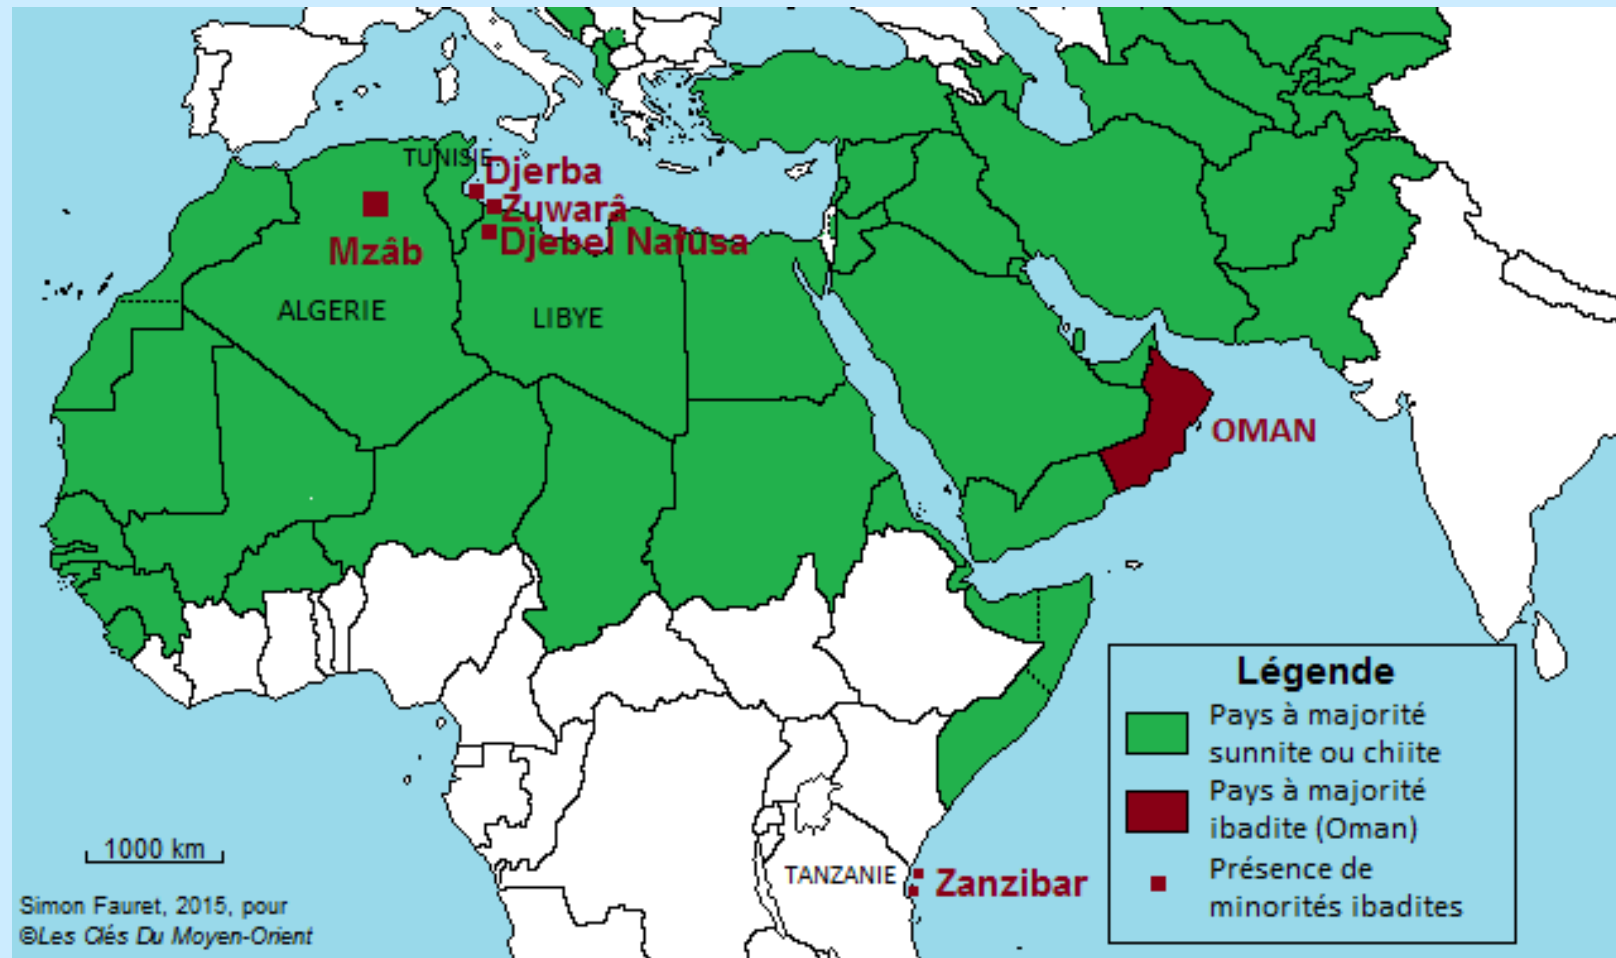 TUNISIE
Djerba
Zuwarâ
Djebel Nafûsa
Mzâb
ALGERIE
LIBYE
OMAN
Légende
Pays à majorité
sunnite ou chiite
Pays à majorité
ibadite (Oman)
Présence de
minorités ibadites
1000 km
TANZANIE
Zanzibar
Simon Fauret, 2015, pour
©Les Clés Du Moyen-Orient